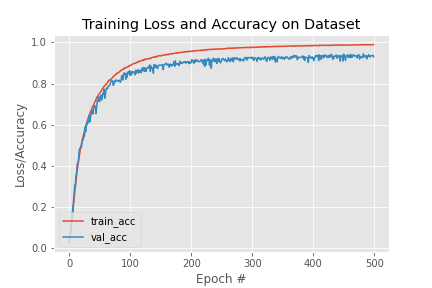 Training Loss and Accuracy on Dataset
1.0
0.8
0.6
0.4
0.2
0.0
Loss/Accuracy
train_acc
val_acc
0 100 200 300 400 500
Epoch #